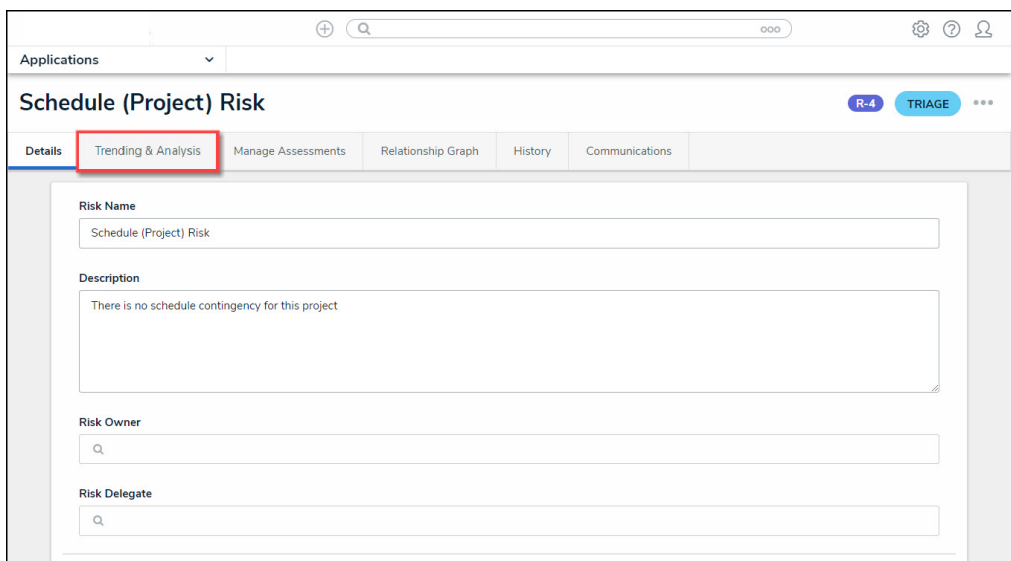 Applications
Schedule (Project) Risk
R-4
TRIAGE
Details
Trending & Analysis
Manage Assessments
Relationship Graph
History
Communications
Risk Name
Schedule (Project) Risk
Description
There is no schedule contingency for this project
Risk Owner
Risk Delegate